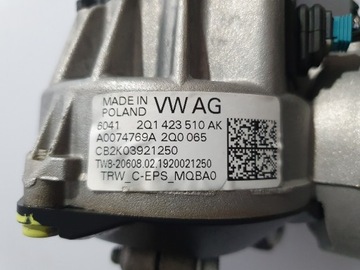 MADE IN
POLAND VW AG
6041 2Q1 423 510 AK
A0074769A 2Q0 065
CB2K03921250
TWB-20608.02.1920021250
TRW_C-EPS_MQBA0